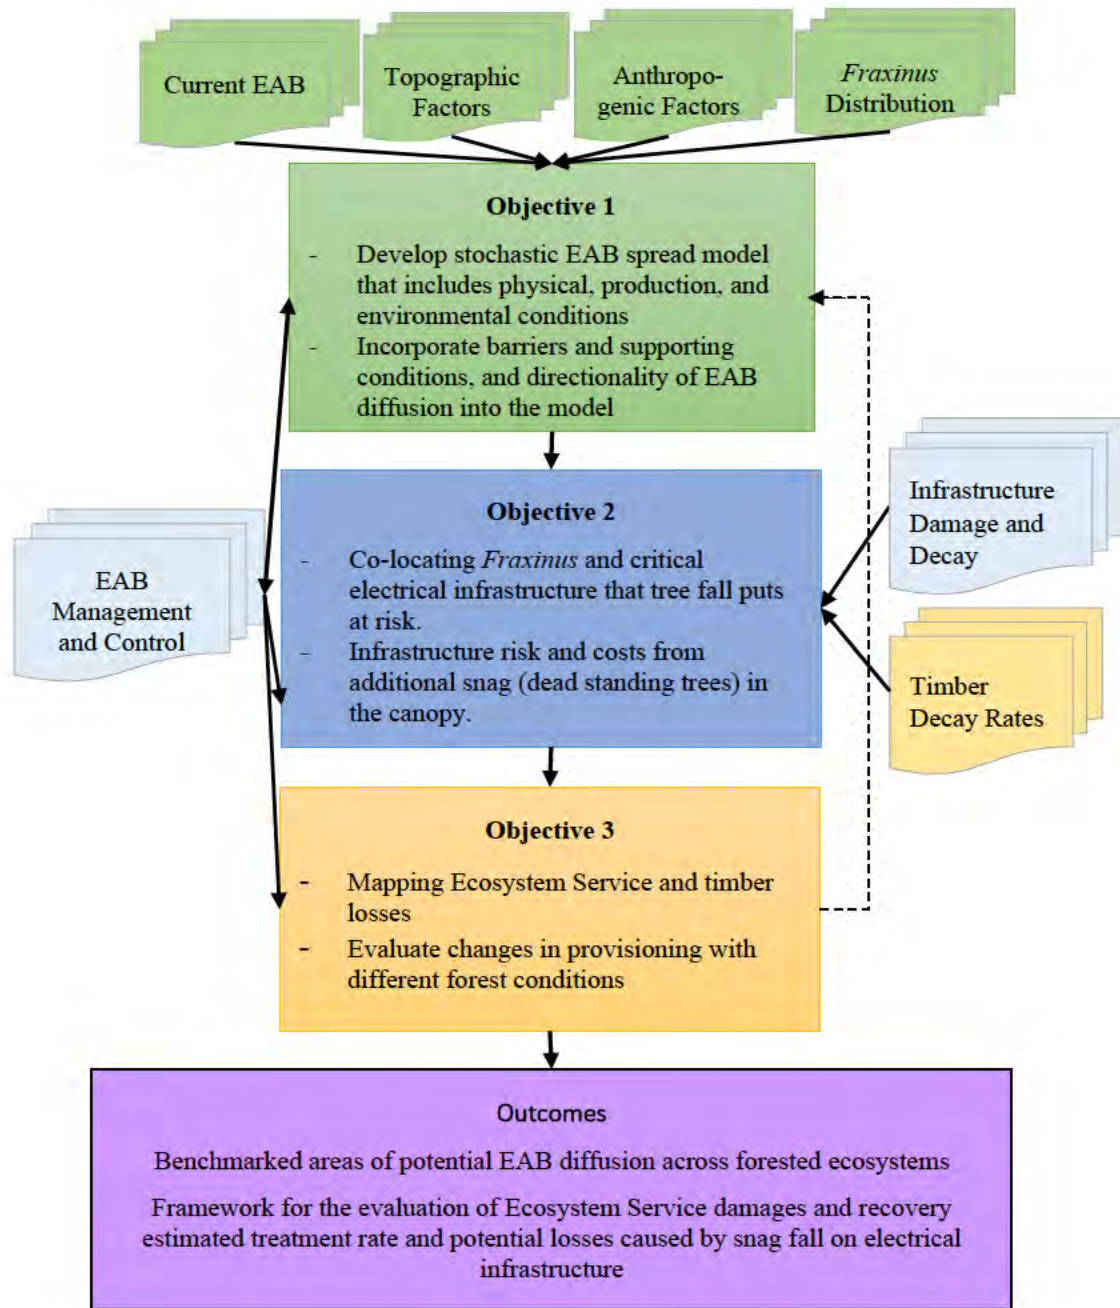 Current EAB
Topographic
Factors
Anthropo-
genic Factors
Fraxinus
Distribution
Objective 1
- Develop stochastic EAB spread model
that includes physical, production, and
environmental conditions
- Incorporate barriers and supporting
conditions, and directionality of EAB
diffusion into the model
Objective 2
- Co-locating Fraxinus and critical
electrical infrastructure that tree fall puts
at risk.
- Infrastructure risk and costs from
additional snag (dead standing trees) in
the canopy.
EAB
Management
and Control
Infrastructure
Damage and
Decay
Timber
Decay Rates
Objective 3
- Mapping Ecosystem Service and timber
losses
- Evaluate changes in provisioning with
different forest conditions
Outcomes
Benchmarked areas of potential EAB diffusion across forested ecosystems
Framework for the evaluation of Ecosystem Service damages and recovery
estimated treatment rate and potential losses caused by snag fall on electrical
infrastructure